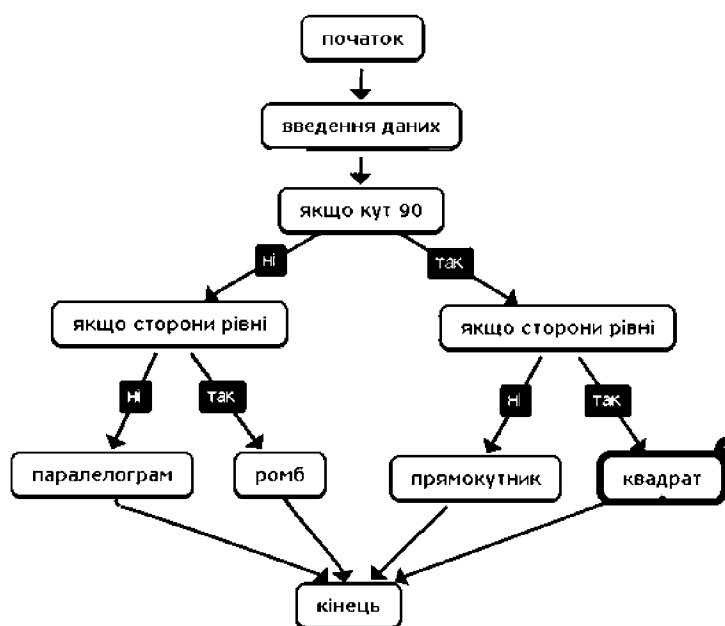 початок
введення даних
якщо кут 90
ні
так
якщо сторони рівні
якщо сторони рівні
ні
так
ні
так
паралелограм
ромб
прямокутник
квадрат
кінець